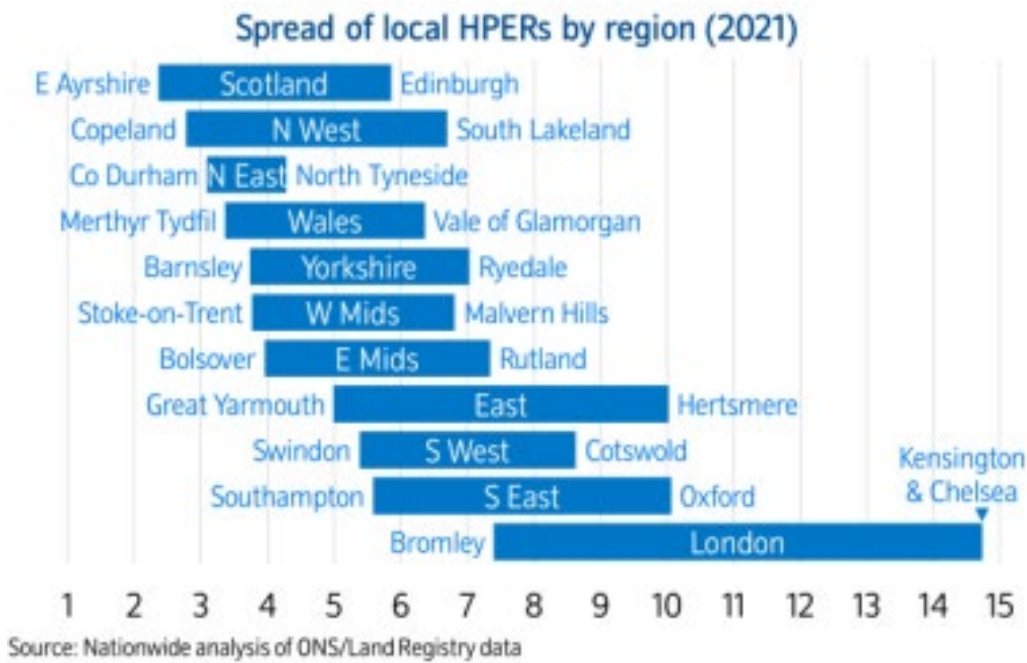 Spread of local HPERs by region (2021)
E Ayrshire Scotland Edinburgh
Copeland N West South Lakeland
Co Durham N East North Tyneside
Merthyr Tydfil Wales Vale of Glamorgan
Barnsley Yorkshire Ryedale
Stoke-on-Trent W Mids Malvern Hills
Bolsover E Mids Rutland
Great Yarmouth East Hertsmere
Swindon S West Cotswold
Kensington
& Chelsea
Southampton S East Oxford
Bromley London
1 2 3 4 5 6 7 8 9 10 11 12 13 14 15
Source: Nationwide analysis of ONS/Land Registry data